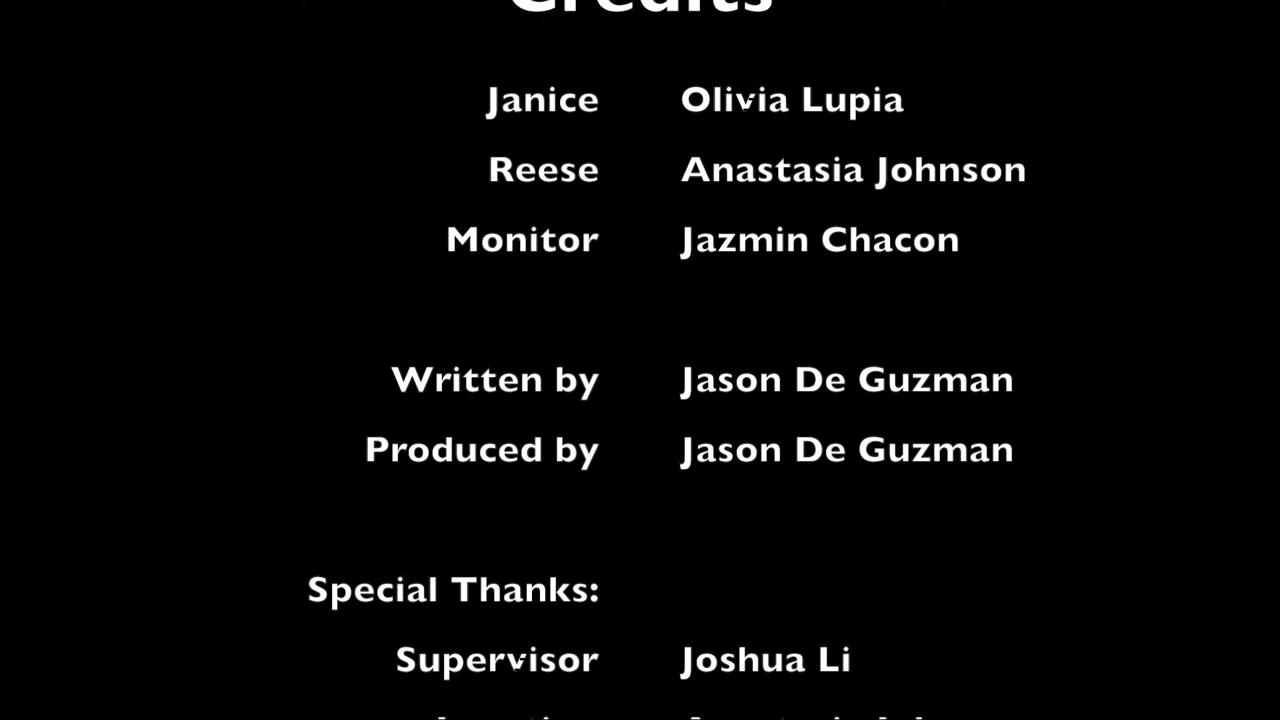 Credits
Janice Olivia Lupia
Reese Anastasia Johnson
Monitor Jazmin Chacon
Written by Jason De Guzman
Produced by Jason De Guzman
Special Thanks:
Supervisor Joshua Li